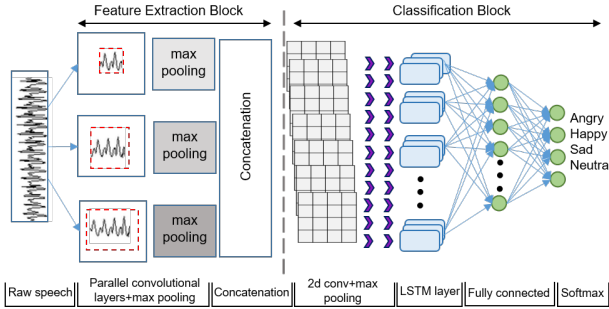 Feature Extraction Block
Classification Block
max
pooling
max
pooling
max
pooling
Concatenation
Angry
Happy
Sad
Neutra
Raw speech
Parallel convolutional
layers+max pooling
Concatenation
2d conv+max
pooling
LSTM layer
Fully connected
Softmax